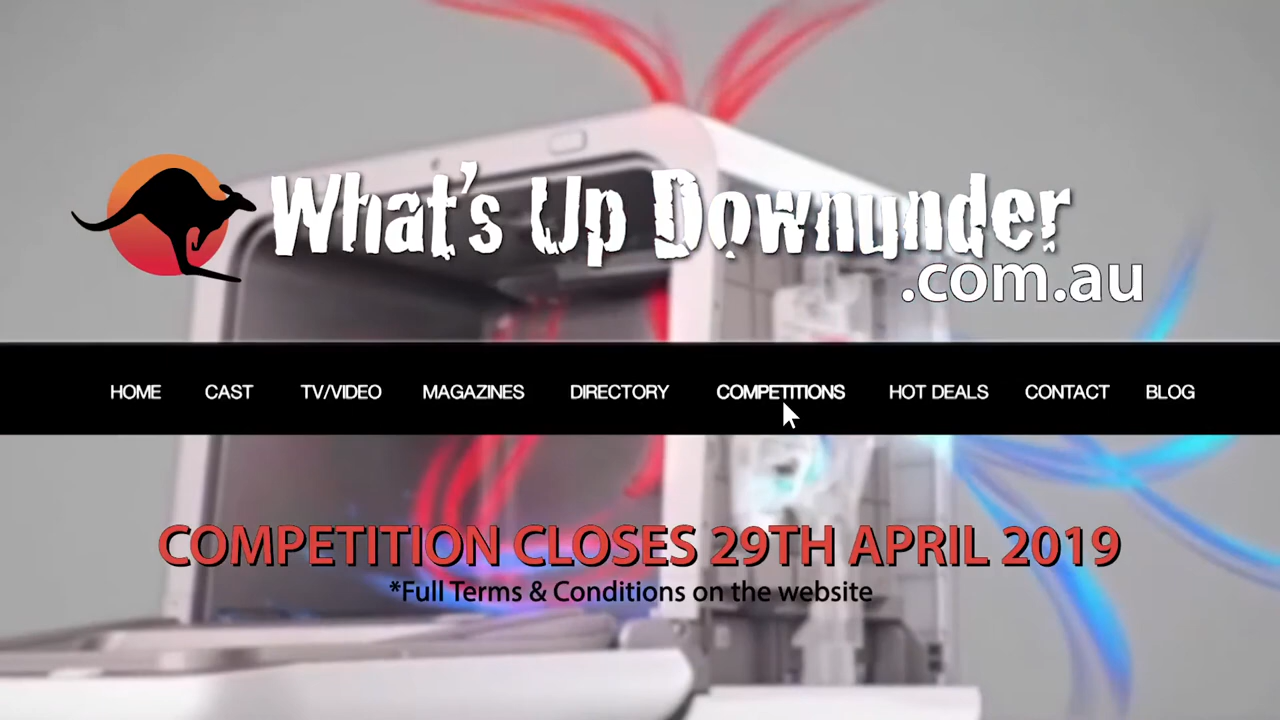 What's Up Downunder
.com.au
HOME CAST TV/VIDEO MAGAZINES DIRECTORY COMPETITIONS HOT DEALS CONTACT BLOG
COMPETITION CLOSES 29TH APRIL 2019
*Full Terms & Conditions on the website